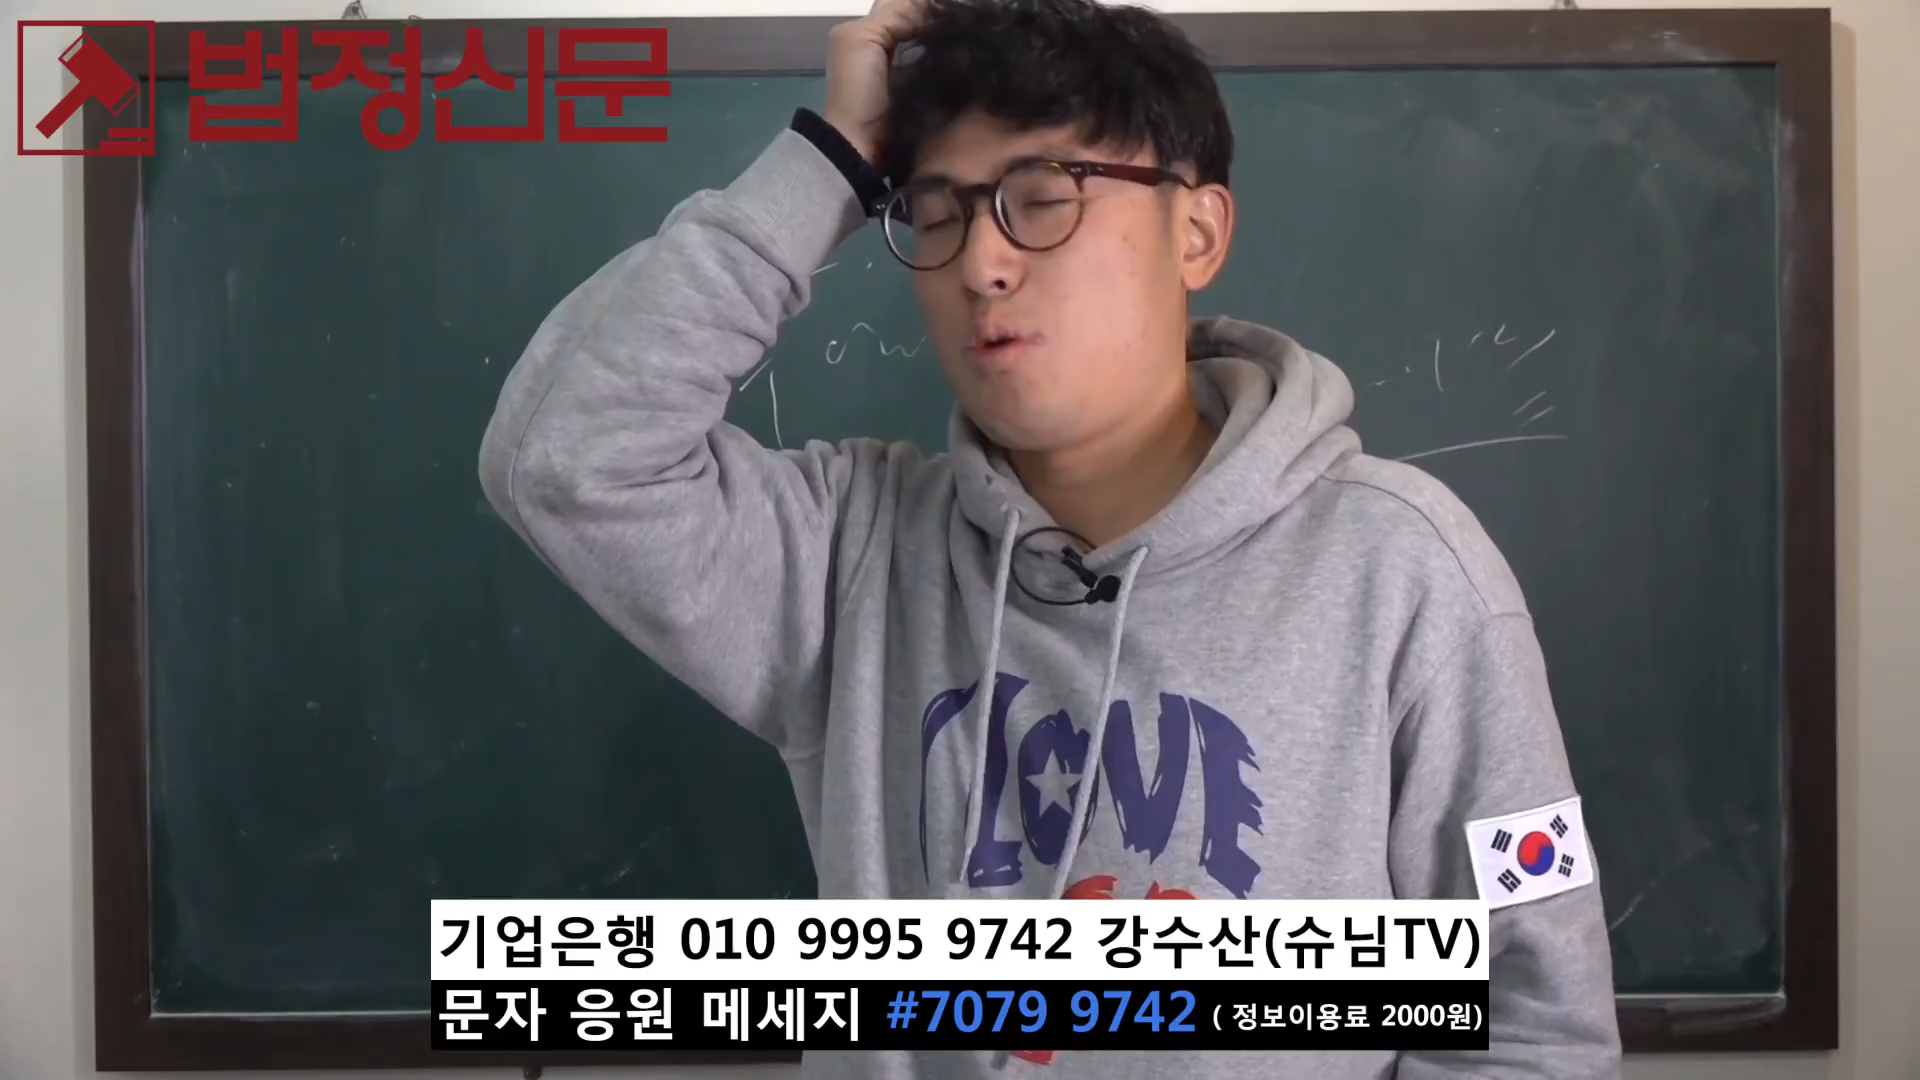 법정신문
LOVE
기업은행 010 9995 9742 강수산(슈님TV)
문자 응원 메세지 #7079 9742 ( 정보이용료 2000원)